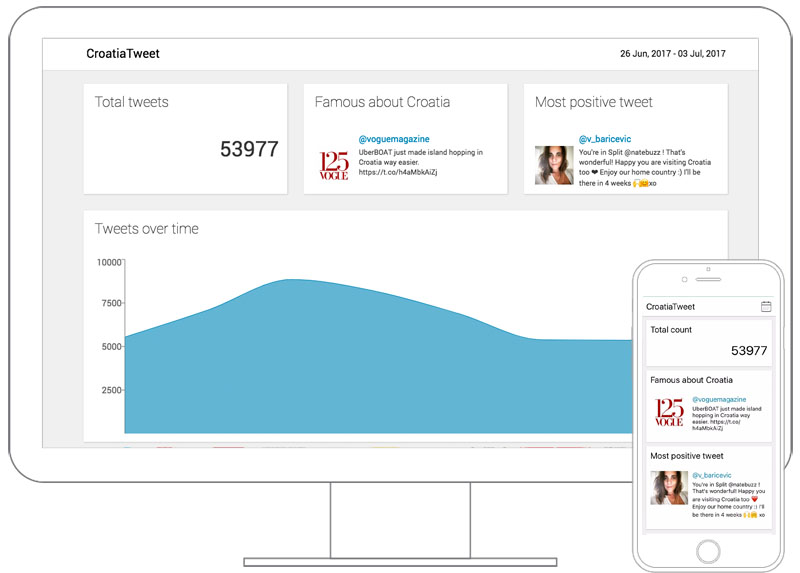 CroatiaTweet
26 Jun, 2017 - 03 Jul, 2017
Total tweets
53977
Famous about Croatia
125
VOGUE
@voguemagazine
UberBOAT just made island hopping in
Croatia way easier.
https://t.co/h4aMbkAiZj
Most positive tweet
@v_baricevic
You're in Split @natebuzz ! That's
wonderful! Happy you are visiting Croatia
too ❤ Enjoy our home country :) I'll be
there in 4 weeks 🙌😊xo
Tweets over time
10000
7500
5000
2500
CroatiaTweet
Total count
53977
Famous about Croatia
125
VOGUE
@voguemagazine
UberBOAT just made island
hopping in Croatia way
easier. https://t.co/
h4aMbkAiZj
Most positive tweet
@v_baricevic
You're in Split @natebuzz !
That's wonderful! Happy you
are visiting Croatia too ❤
Enjoy our home country :) I'll
be there in 4 weeks 🙌😊 xo